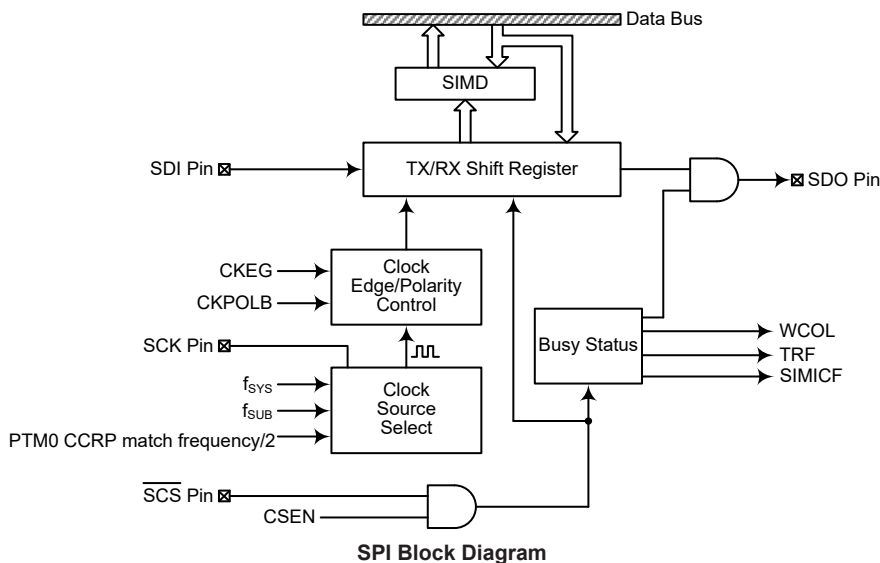 Data Bus
SIMD
SDI Pin
TX/RX Shift Register
SDO Pin
CKEG
CKPOLB
Clock
Edge/Polarity
Control
SCK Pin
Busy Status
WCOL
TRF
SIMICF
fSYS
fSUB
PTM0 CCRP match frequency/2
Clock
Source
Select
SCS Pin
CSEN
SPI Block Diagram